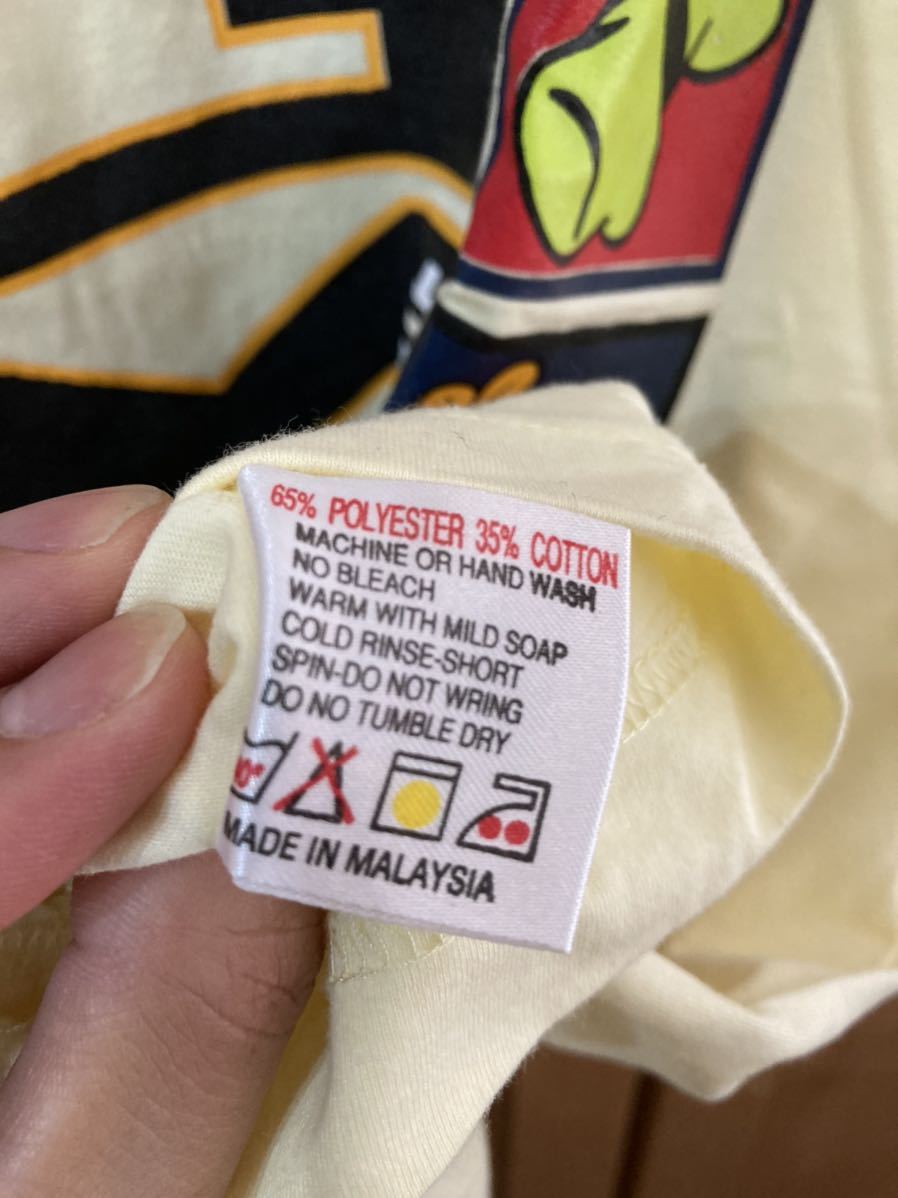 65% POLYESTER 35% COTTON
MACHINE OR HAND WASH
NO BLEACH
WARM WITH MILD SOAP
COLD RINSE-SHORT
SPIN-DO NOT WRING
DO NO TUMBLE DRY
MADE IN MALAYSIA